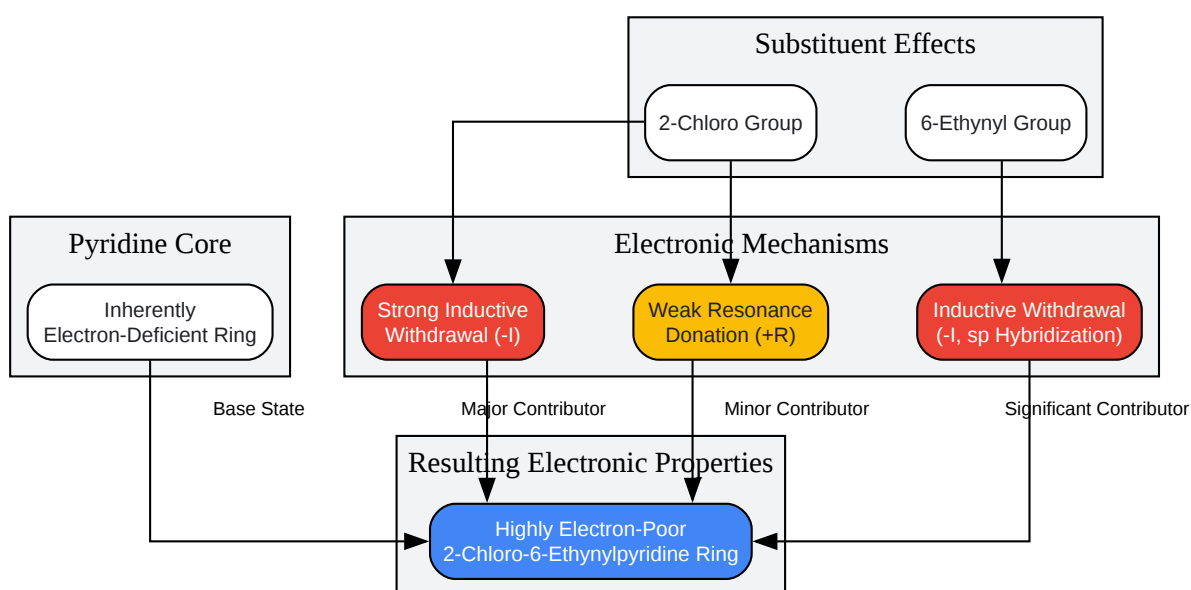 Substituent Effects
2-Chloro Group
6-Ethynyl Group
Pyridine Core
Inherently
Electron-Deficient Ring
Electronic Mechanisms
Strong Inductive
Withdrawal (-I)
Weak Resonance
Donation (+R)
Inductive Withdrawal
(-I, sp Hybridization)
Base State
Major Contributor
Minor Contributor
Significant Contributor
Resulting Electronic Properties
Highly Electron-Poor
2-Chloro-6-Ethynylpyridine Ring